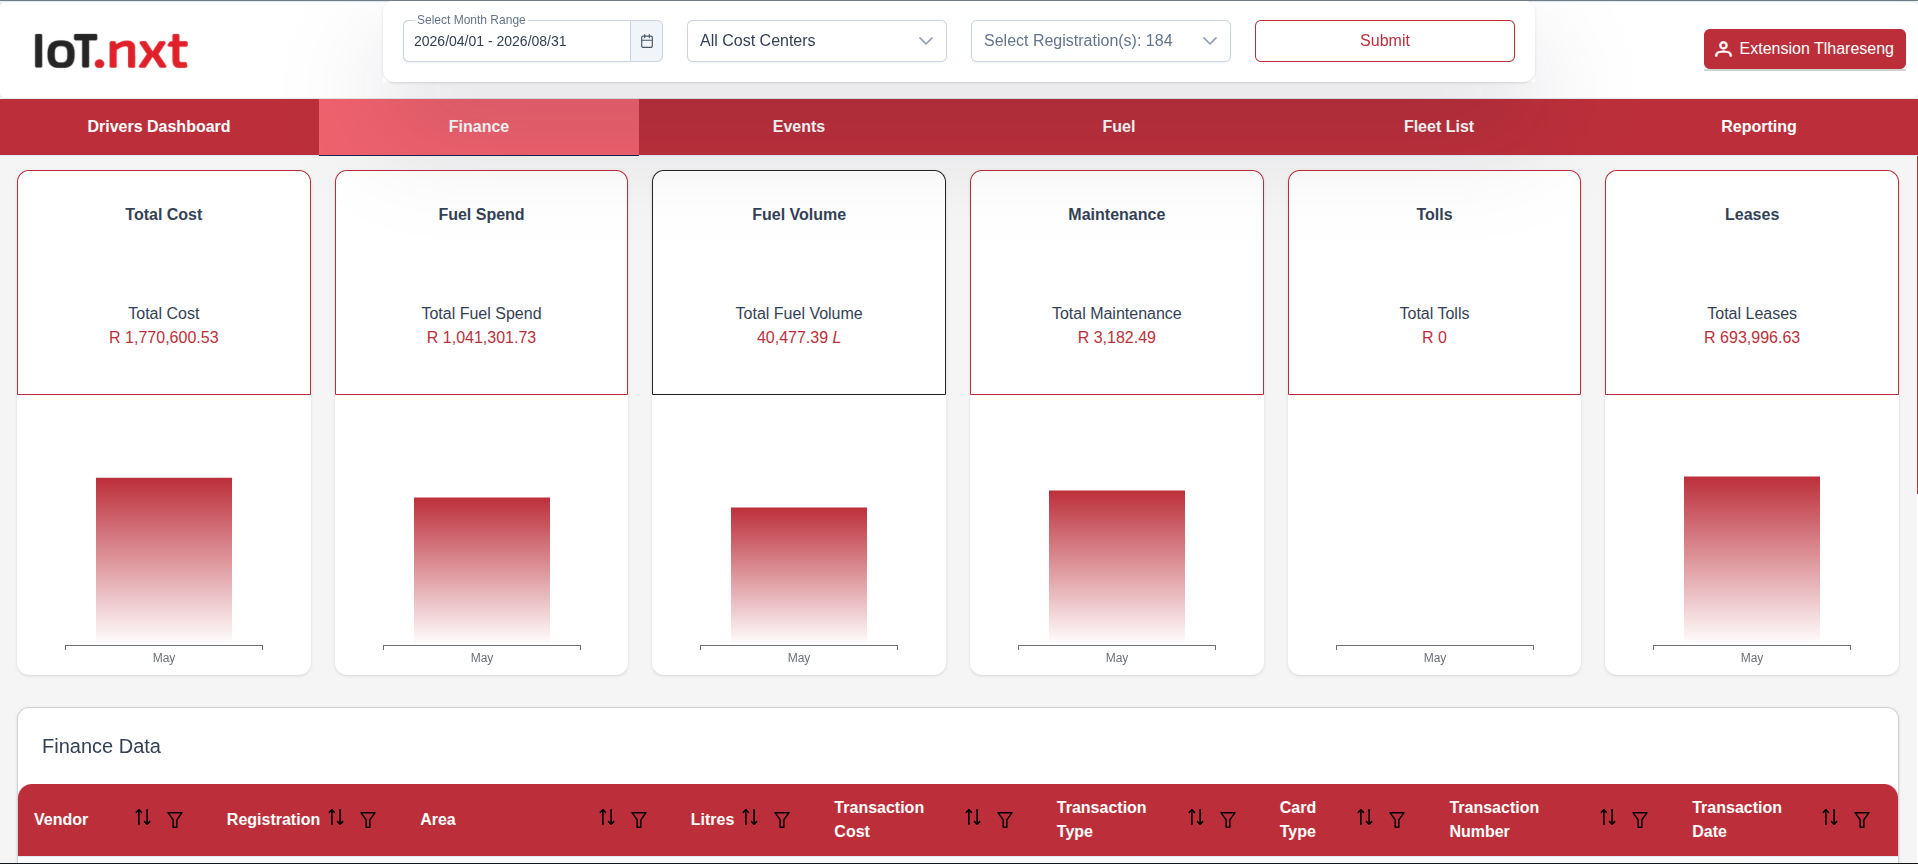 Select Month Range
2026/04/01 - 2026/08/31
All Cost Centers
Select Registration(s): 184
Submit
IoT.nxt
Extension Tlhareseng
Drivers Dashboard
Finance
Events
Fuel
Fleet List
Reporting
Total Cost
Total Cost
R 1,770,600.53
May
Fuel Spend
Total Fuel Spend
R 1,041,301.73
May
Fuel Volume
Total Fuel Volume
40,477.39 L
May
Maintenance
Total Maintenance
R 3,182.49
May
Tolls
Total Tolls
R 0
May
Leases
Total Leases
R 693,996.63
May
Finance Data
Vendor
Registration
Area
Litres
Transaction
Cost
Transaction
Type
Card
Type
Transaction
Number
Transaction
Date